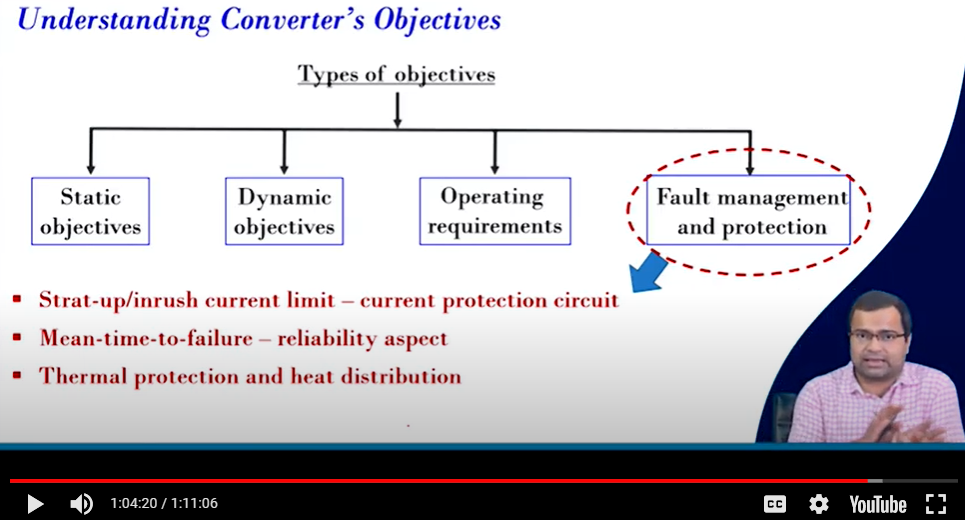 Understanding Converter's Objectives
Types of objectives
Static
objectives
Dynamic
objectives
Operating
requirements
Fault management
and protection
Strat-up/inrush current limit – current protection circuit
Mean-time-to-failure – reliability aspect
Thermal protection and heat distribution
1:04:20 / 1:11:06
CC
YouTube